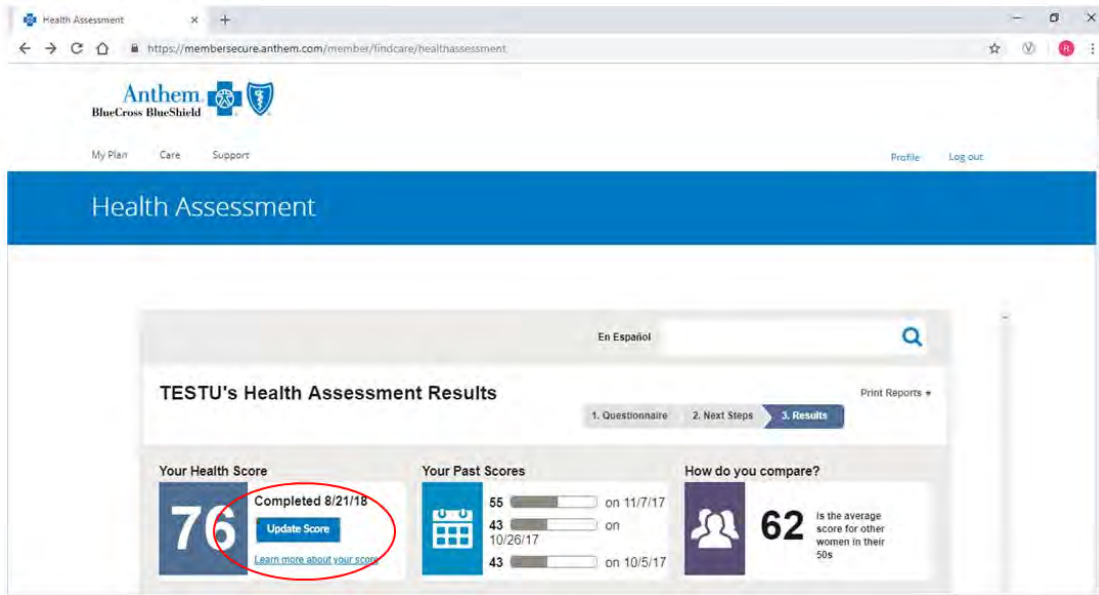 Health Assessment
https://membersecure.anthem.com/member/findcare/healthassessment
R
Anthem
BlueCross BlueShield
My Plan Care Support
Profile Log out
Health Assessment
En Español
TESTU's Health Assessment Results
Print Reports +
1. Questionnaire 2. Next Steps 3. Results
Your Health Score
76
Completed 8/21/18
Update Score
Learn more about your score
Your Past Scores
55 on 11/7/17
43 on
10/26/17
43 on 10/5/17
How do you compare?
62
is the average
score for other
women in their
50s